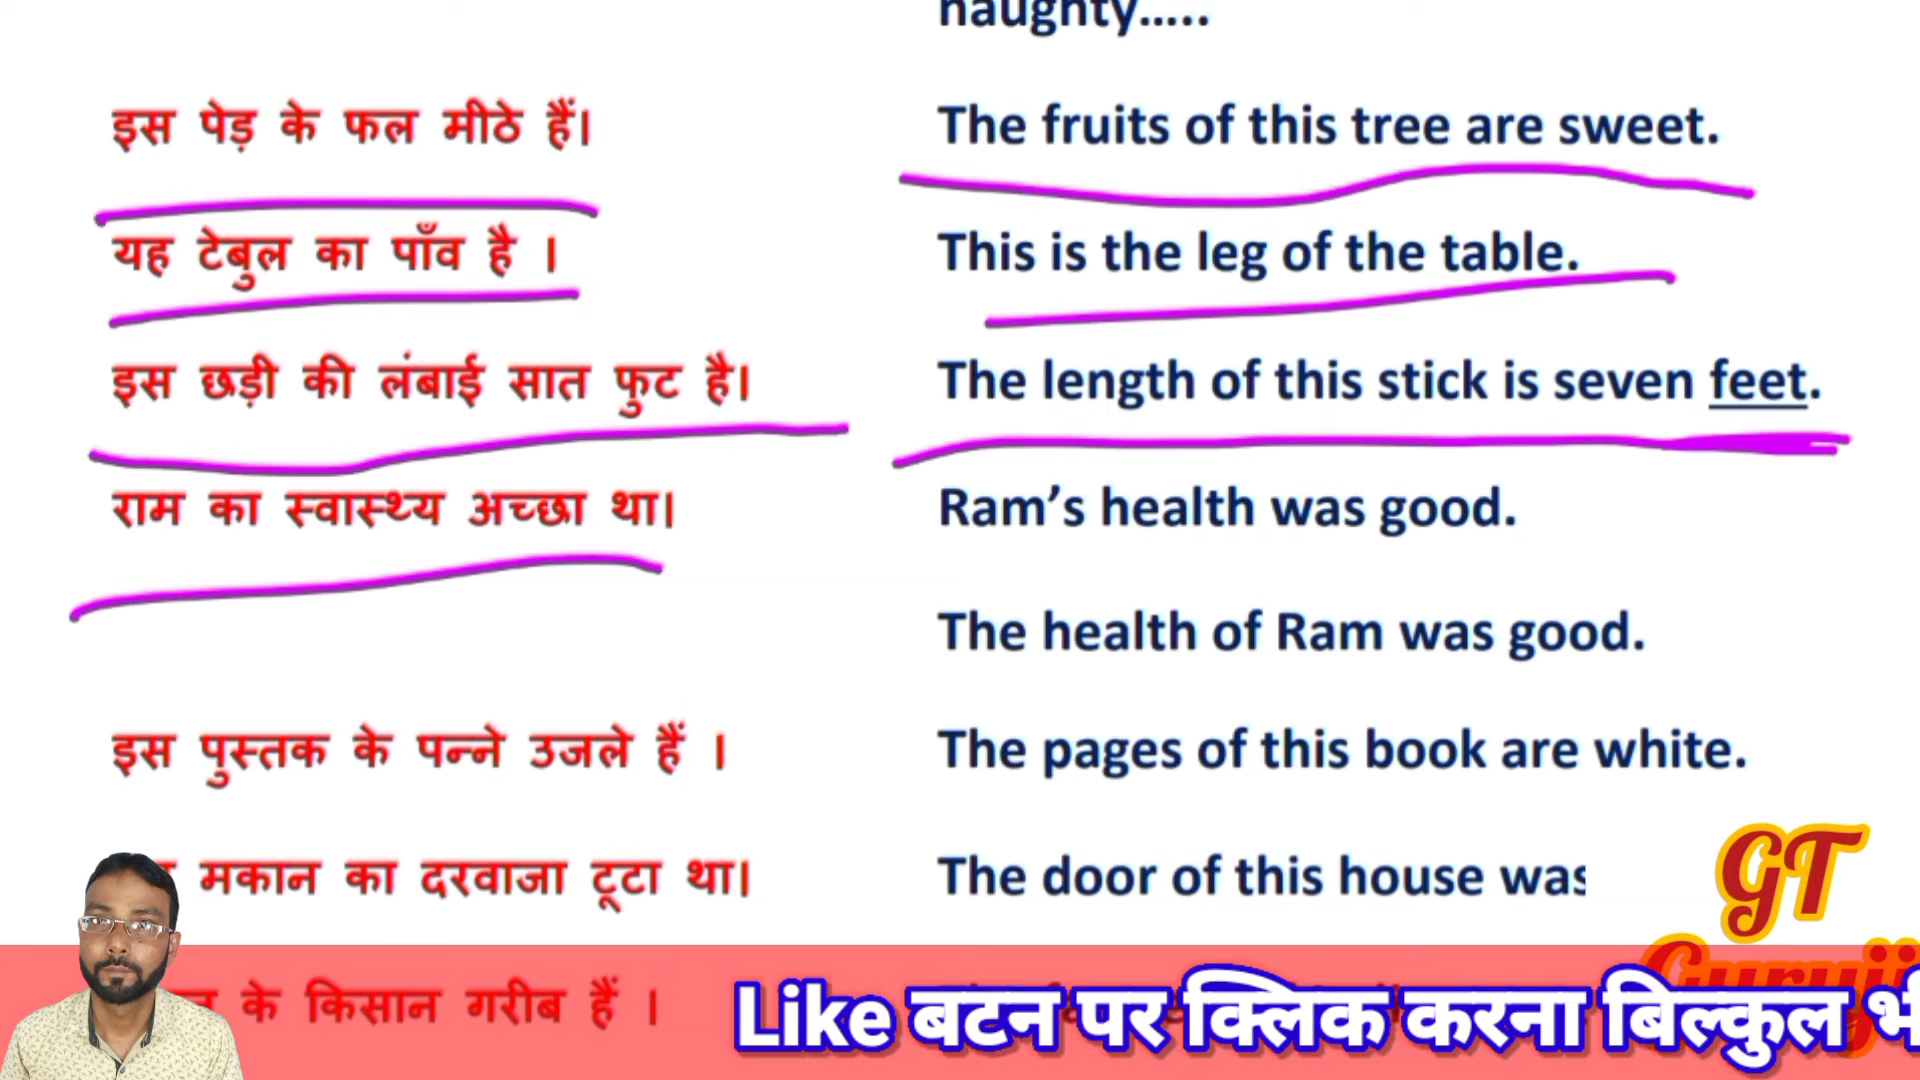 naughty…..
इस पेड़ के फल मीठे हैं।
The fruits of this tree are sweet.
यह टेबुल का पाँव है ।
This is the leg of the table.
इस छड़ी की लंबाई सात फुट है।
The length of this stick is seven feet.
राम का स्वास्थ्य अच्छा था।
Ram’s health was good.
The health of Ram was good.
इस पुस्तक के पन्ने उजले हैं ।
The pages of this book are white.
मकान का दरवाजा टूटा था।
The door of this house was
के किसान गरीब हैं ।
GT
Guruji
Like बटन पर क्लिक करना बिल्कुल